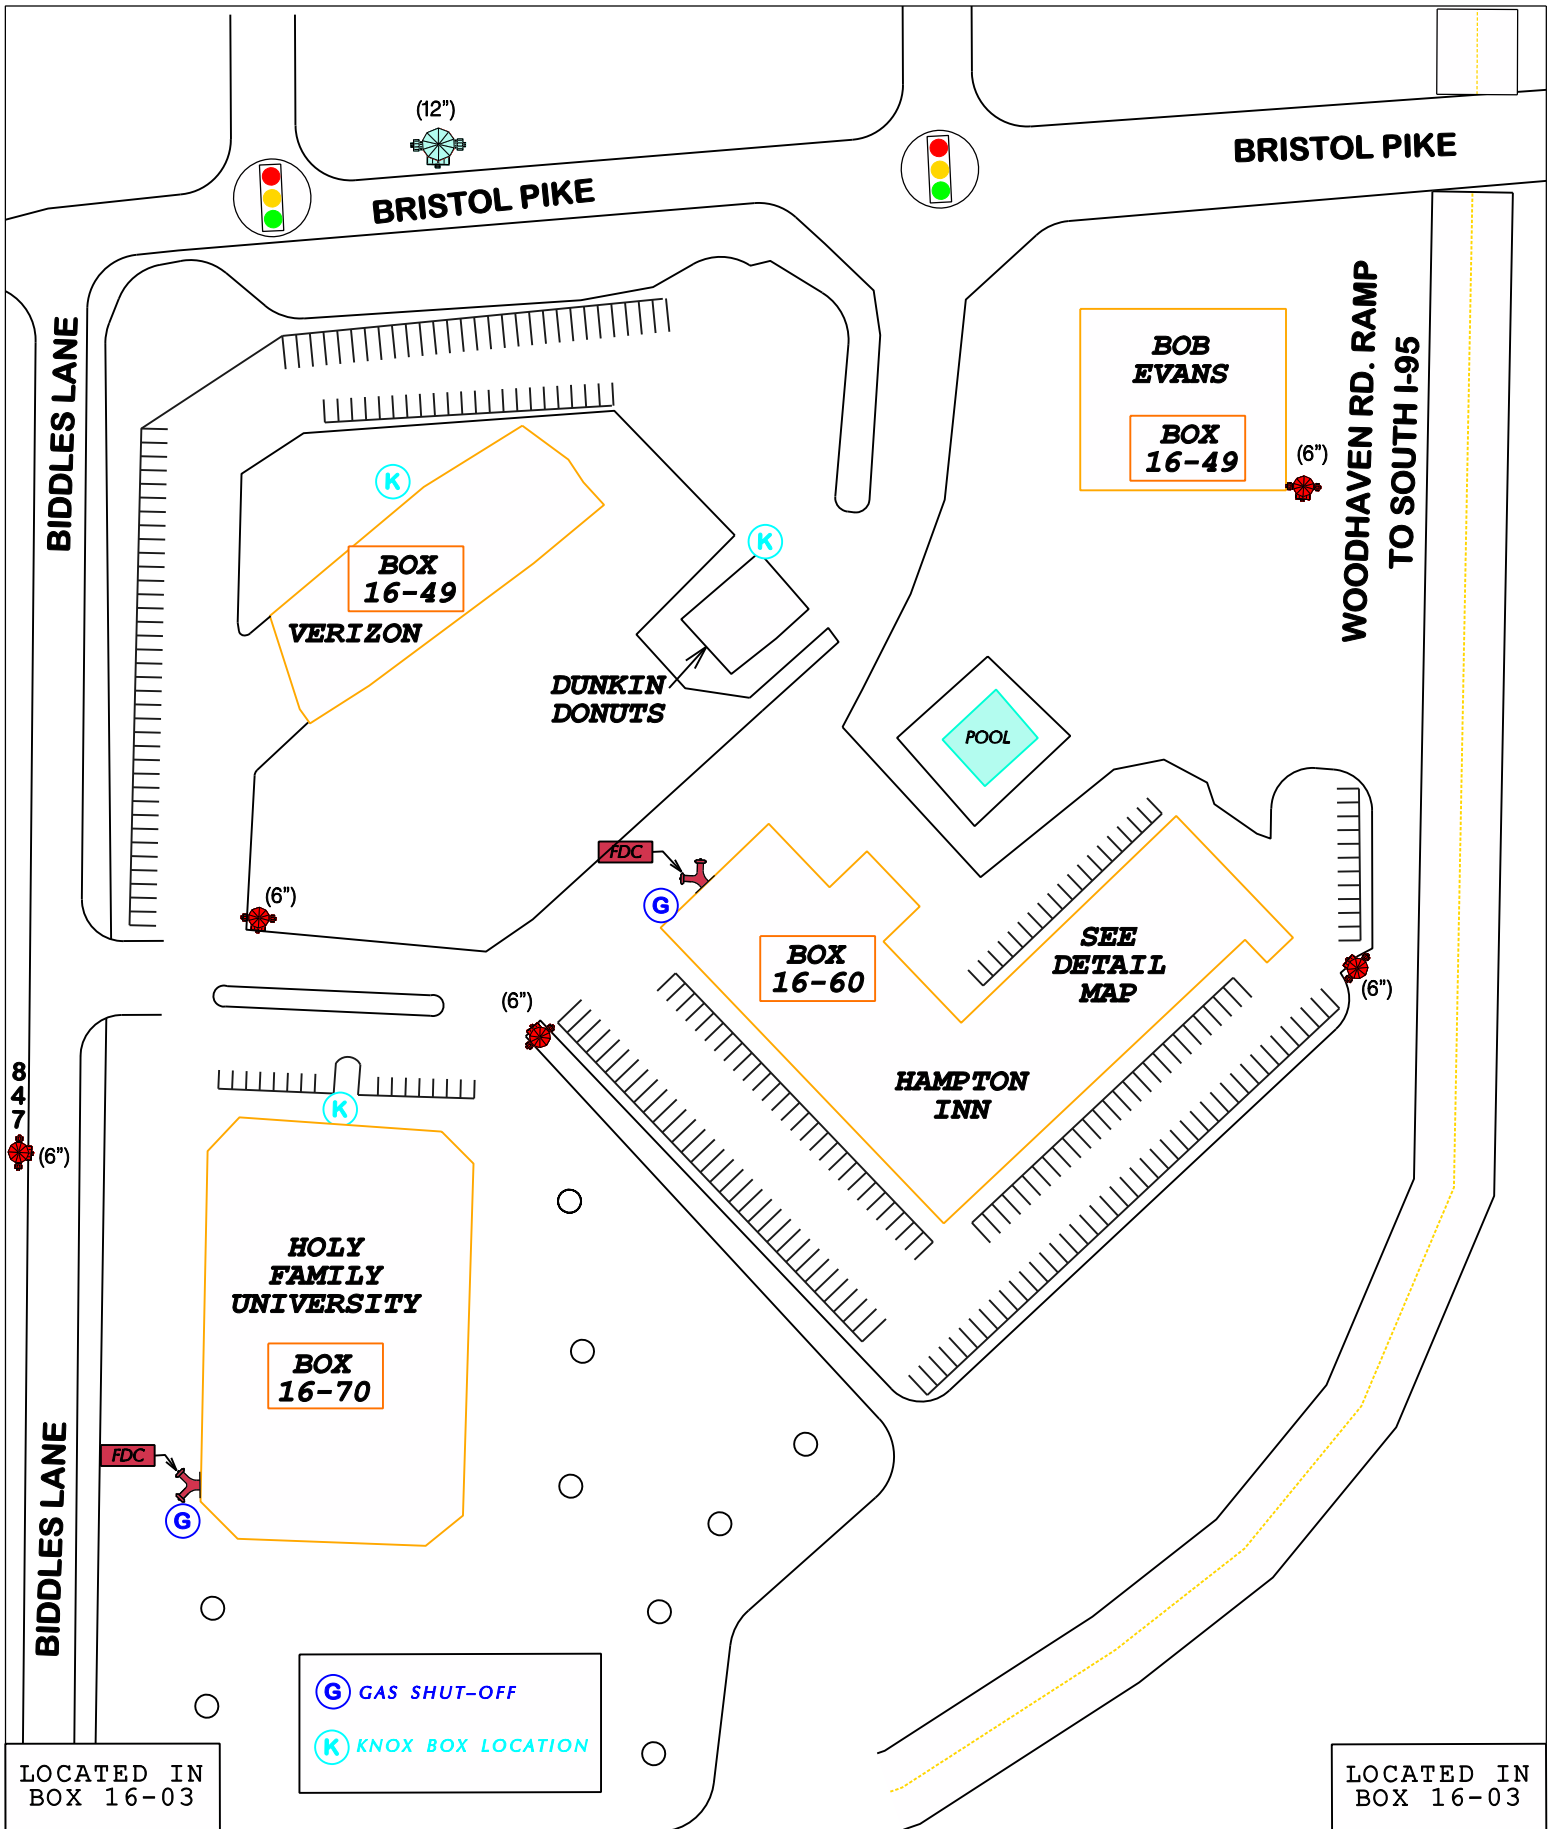 (12")
BRISTOL PIKE
BRISTOL PIKE
BIDDLES LANE
WOODHAVEN RD. RAMP
TO SOUTH I-95
BOB
EVANS
BOX
16-49
(6")
K
BOX
16-49
VERIZON
K
DUNKIN
DONUTS
POOL
FDC
G
(6")
BOX
16-60
SEE
DETAIL
MAP
(6")
(6")
HAMPTON
INN
847
(6")
K
HOLY
FAMILY
UNIVERSITY
BOX
16-70
BIDDLES LANE
FDC
G
G GAS SHUT-OFF
K KNOX BOX LOCATION
LOCATED IN
BOX 16-03
LOCATED IN
BOX 16-03